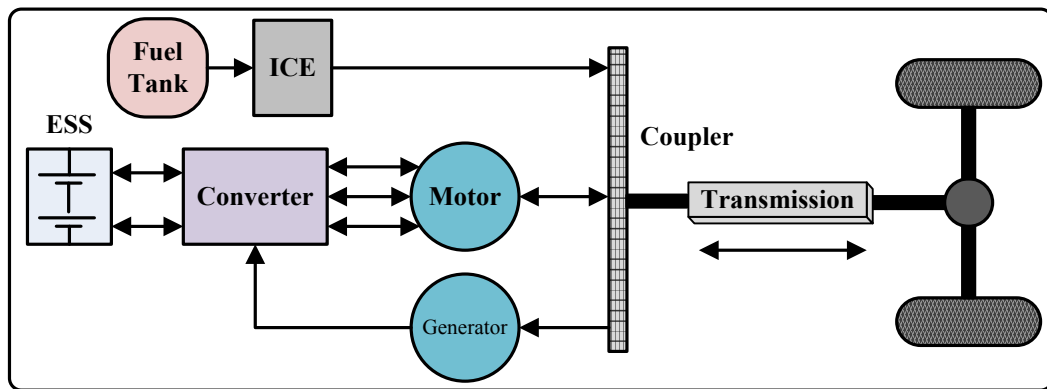 Fuel
Tank
ICE
ESS
Coupler
Converter
Motor
Transmission
Generator